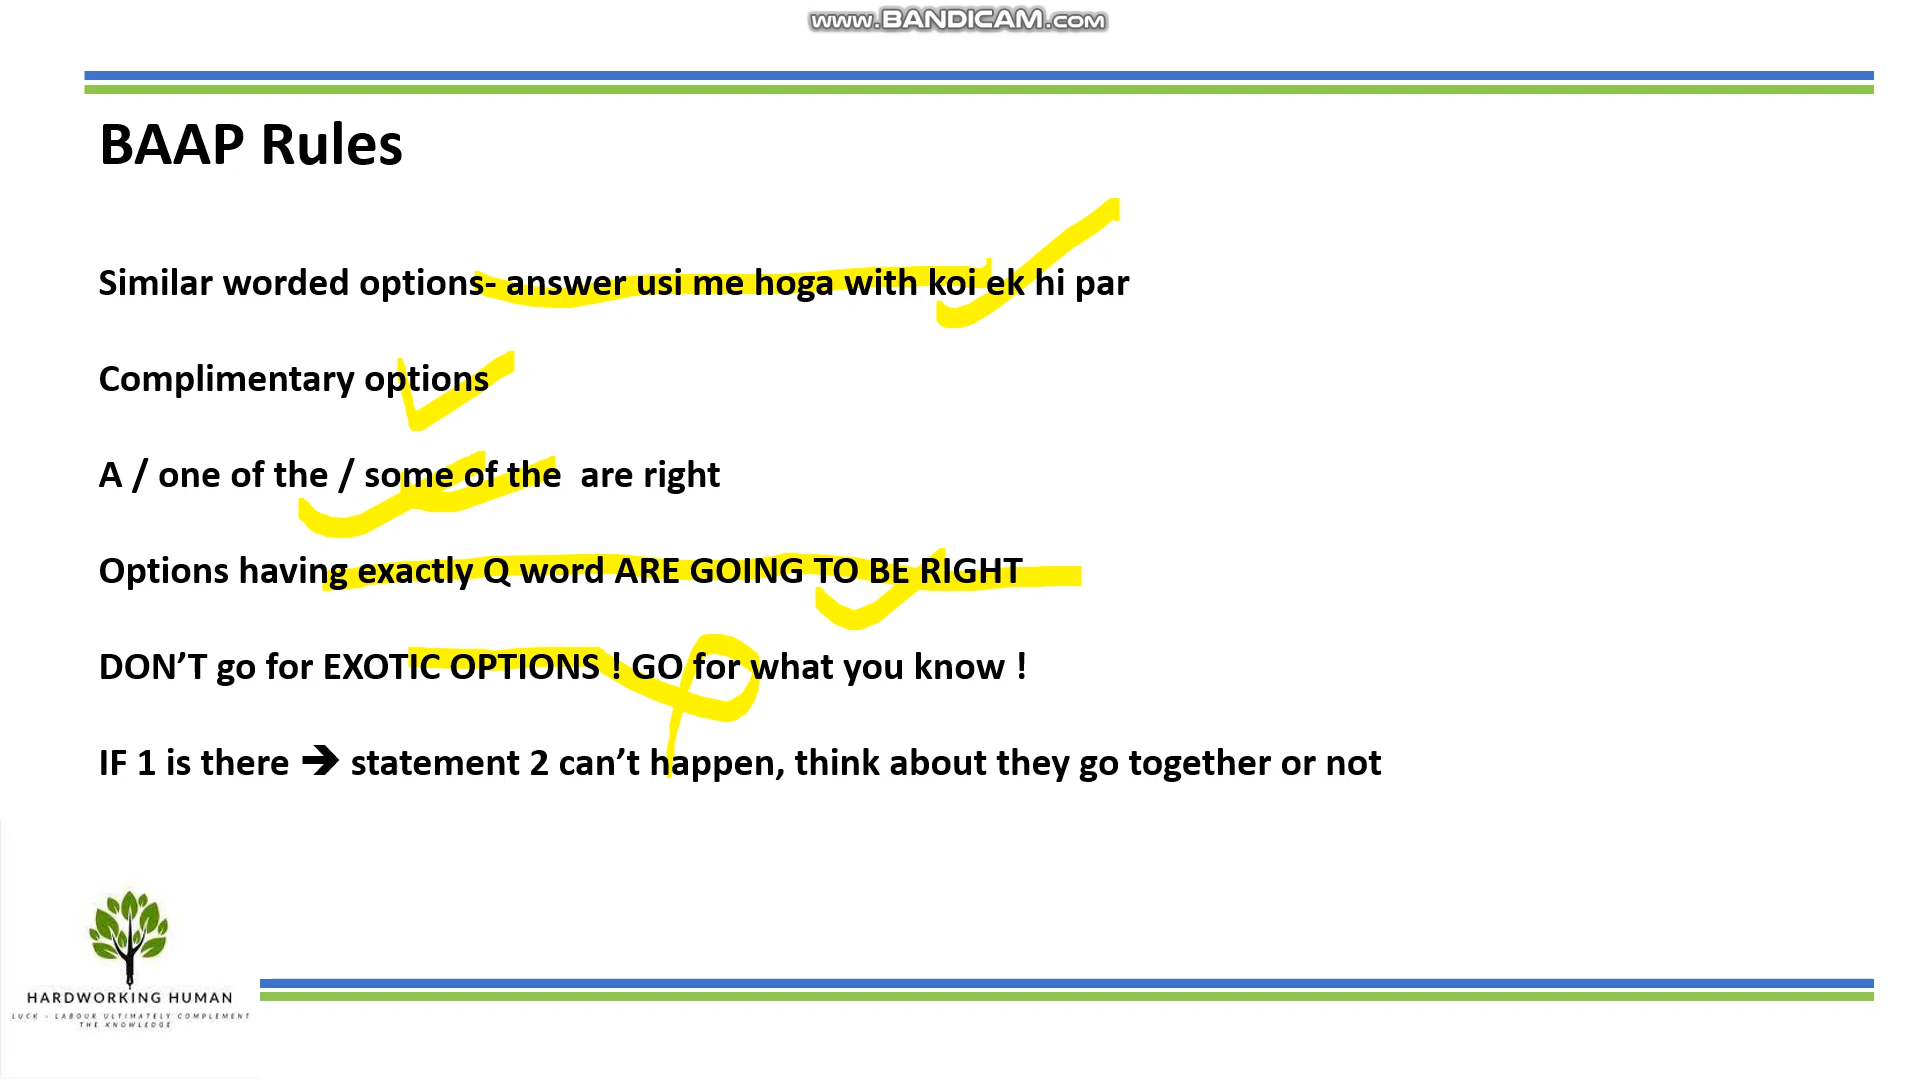 www.BANDICAM.com
BAAP Rules
Similar worded options- answer usi me hoga with koi ek hi par
Complimentary options
A / one of the / some of the  are right
Options having exactly Q word ARE GOING TO BE RIGHT
DON’T go for EXOTIC OPTIONS ! GO for what you know !
IF 1 is there ➔ statement 2 can’t happen, think about they go together or not
HARDWORKING HUMAN
LUCK - LABOUR ULTIMATELY COMPLEMENT
THE KNOWLEDGE